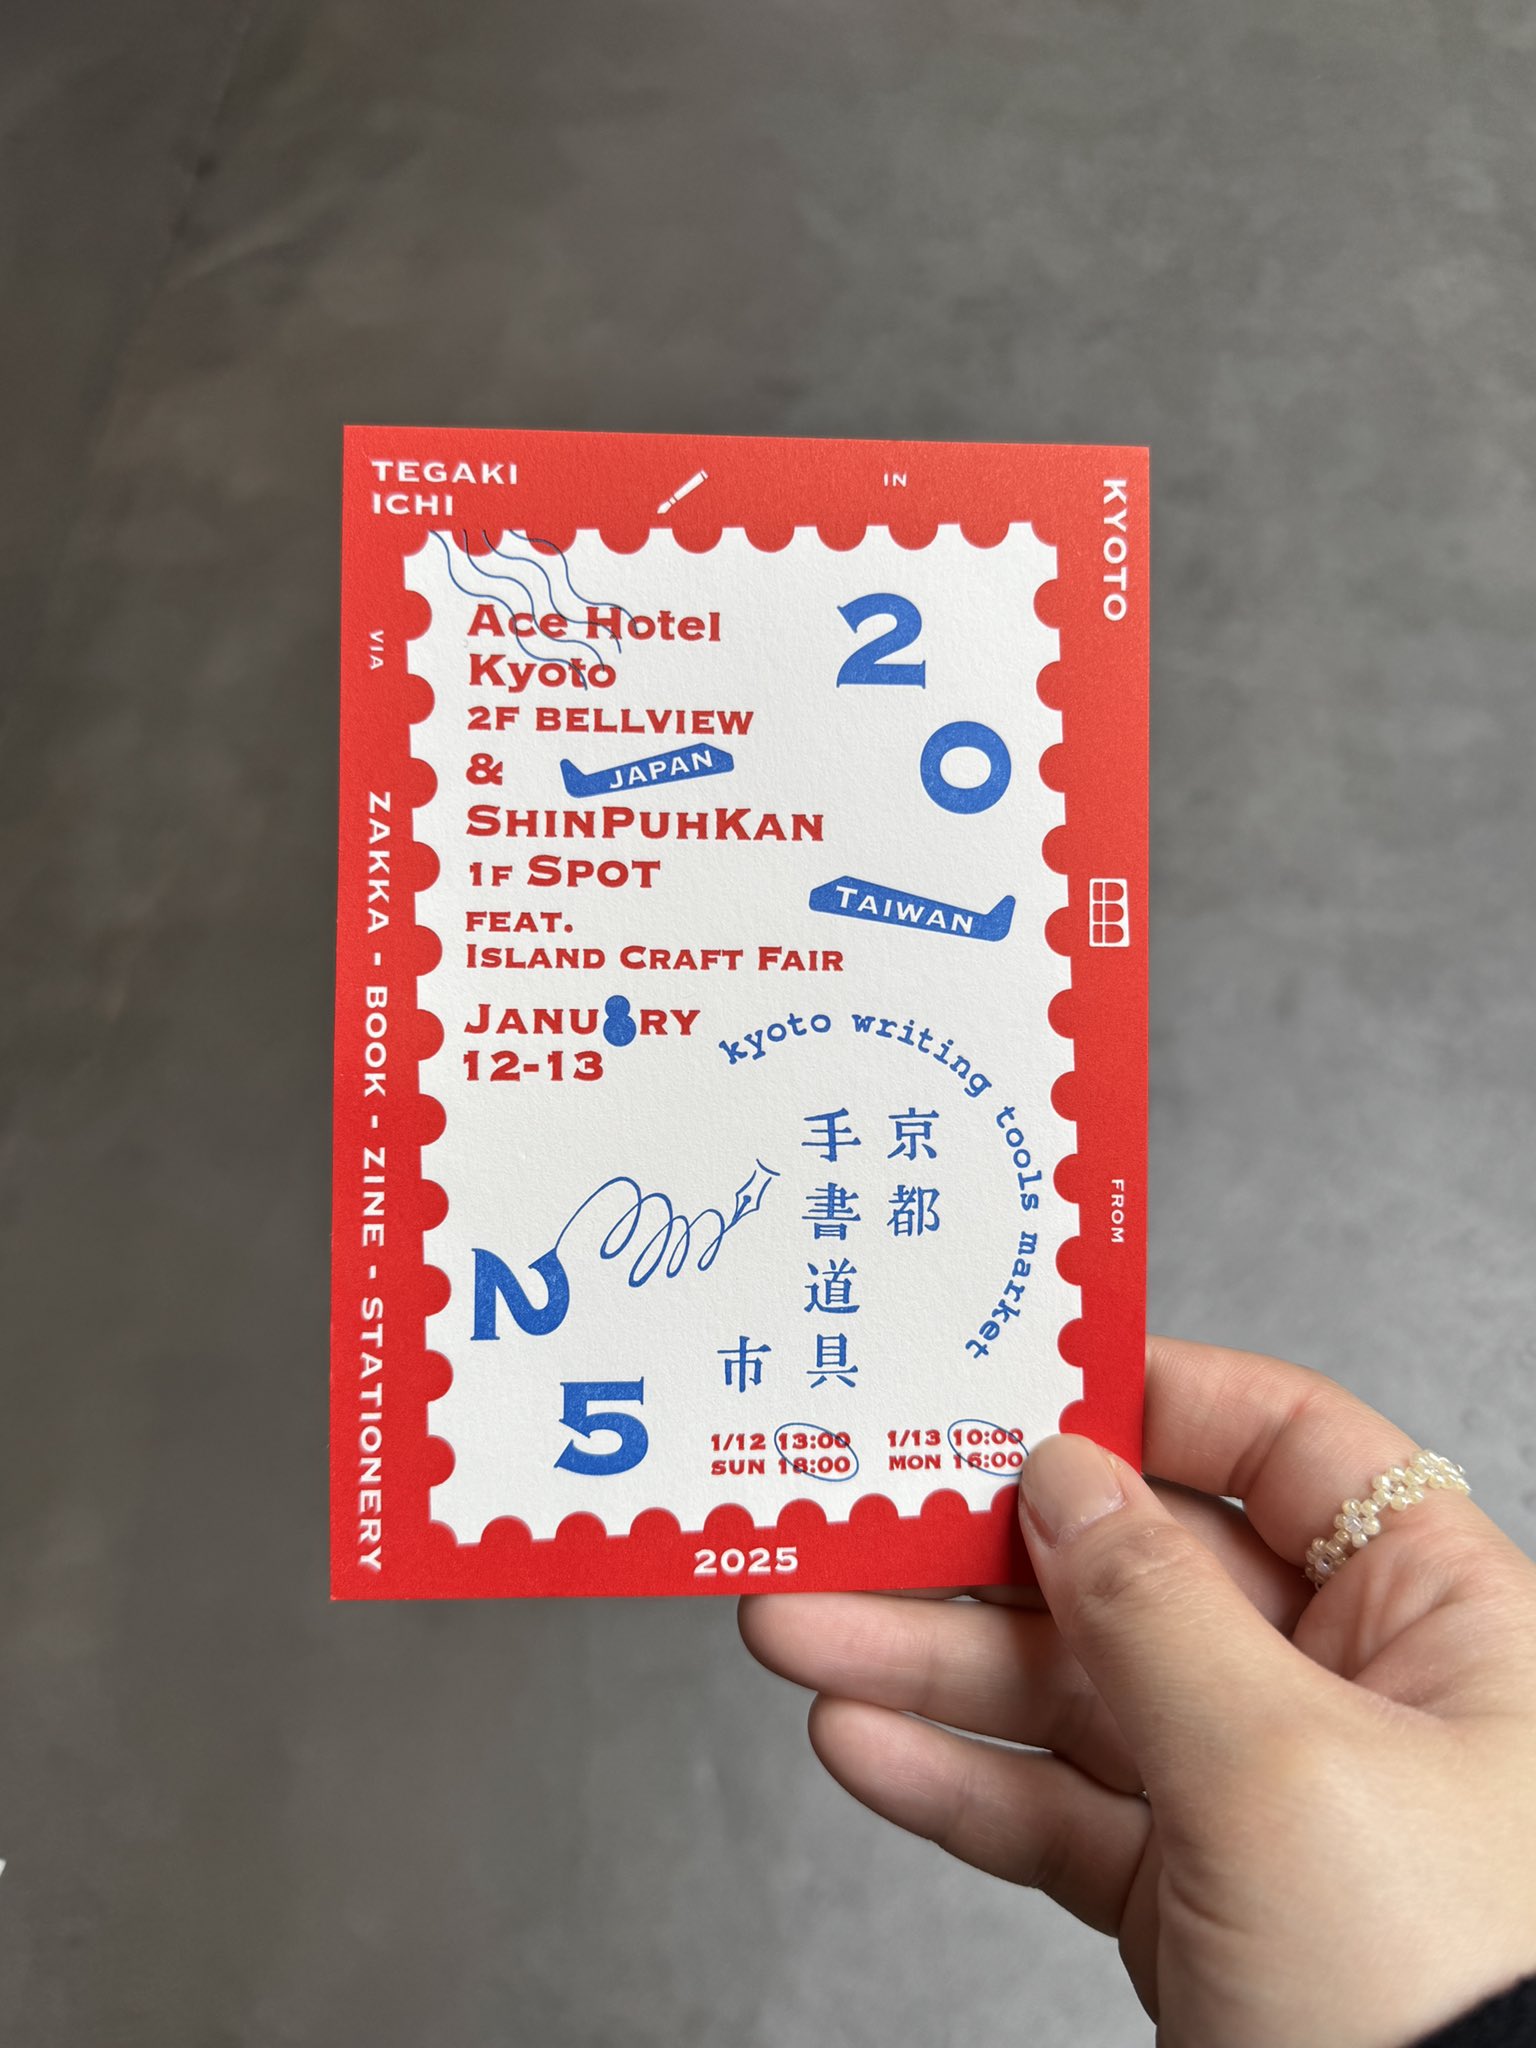 TEGAKI
ICHI
IN
KYOTO
VIA
ZAKKA - BOOK - ZINE - STATIONERY
FROM
2025
Ace Hotel
Kyoto
2F BELLVIEW
&
JAPAN
SHINPUHKAN
1F SPOT
FEAT.
ISLAND CRAFT FAIR
JANU8RY
12-13
2
0
TAIWAN
kyoto writing tools market
京都
手書道具
市
2
5
1/12 13:00
SUN 18:00
1/13 10:00
MON 16:00